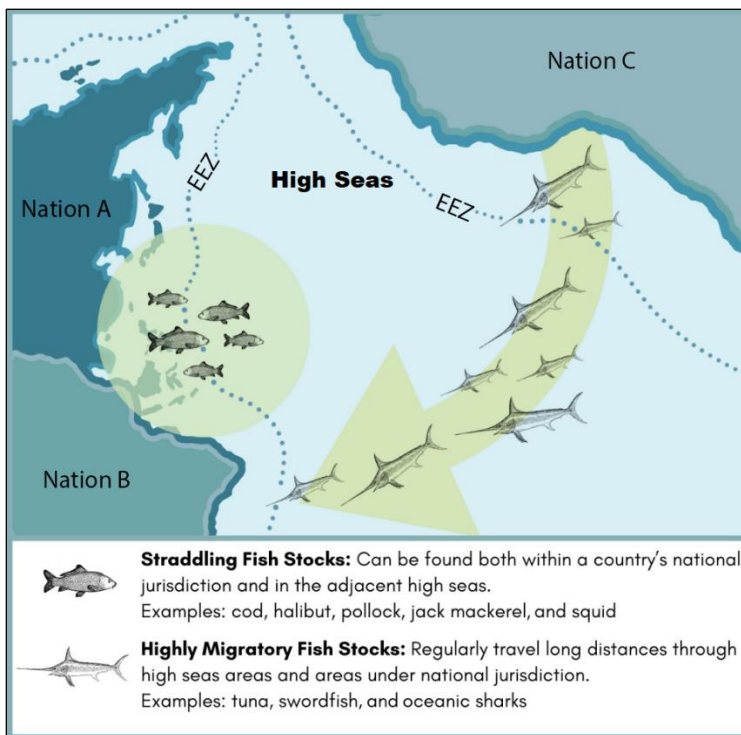 Nation C
EEZ
High Seas
EEZ
Nation A
Nation B
Straddling Fish Stocks: Can be found both within a country's national
jurisdiction and in the adjacent high seas.
Examples: cod, halibut, pollock, jack mackerel, and squid
Highly Migratory Fish Stocks: Regularly travel long distances through
high seas areas and areas under national jurisdiction.
Examples: tuna, swordfish, and oceanic sharks